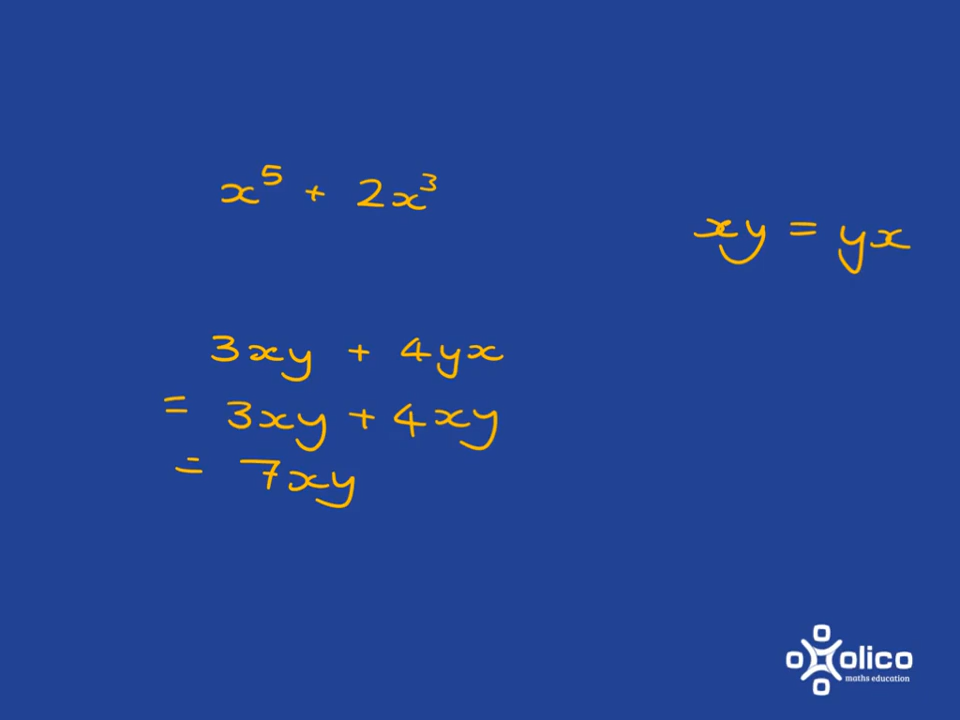 x⁵ + 2x³
xy = yx
3xy + 4yx
= 3xy + 4xy
= 7xy
olico
maths education